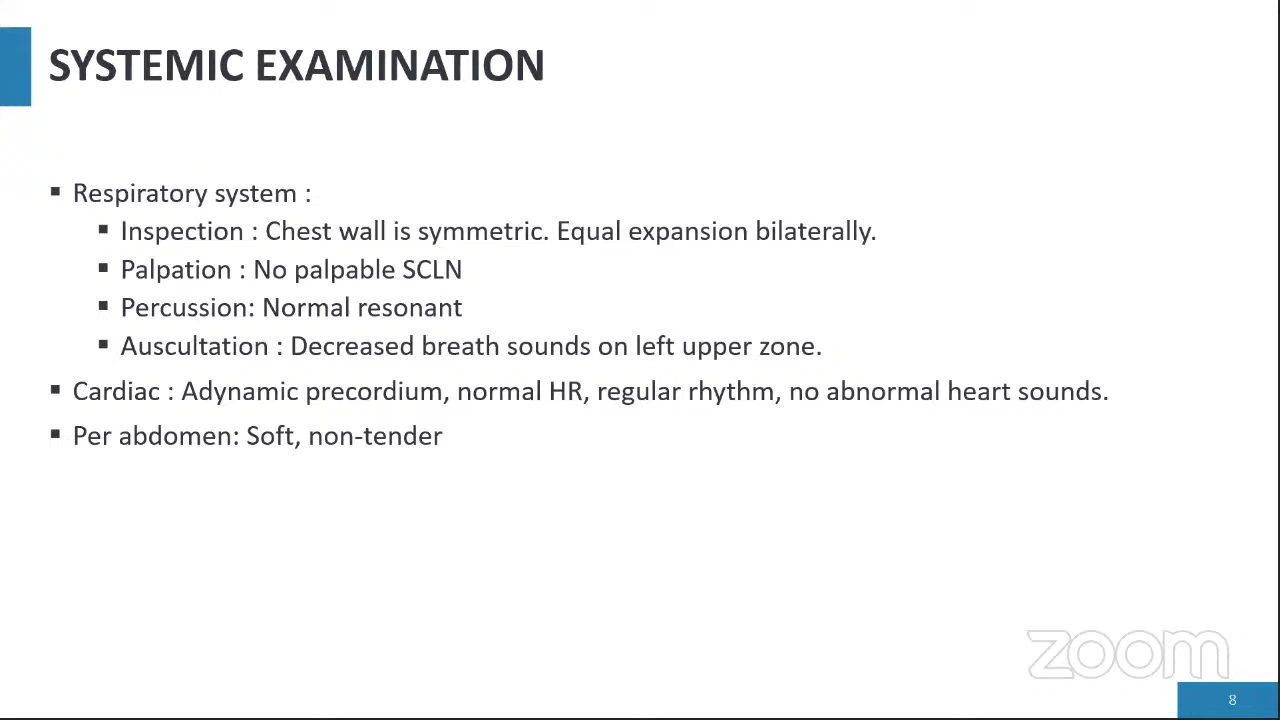 SYSTEMIC EXAMINATION
▪ Respiratory system :
▪ Inspection : Chest wall is symmetric. Equal expansion bilaterally.
▪ Palpation : No palpable SCLN
▪ Percussion: Normal resonant
▪ Auscultation : Decreased breath sounds on left upper zone.
▪ Cardiac : Adynamic precordium, normal HR, regular rhythm, no abnormal heart sounds.
▪ Per abdomen: Soft, non-tender
zoom
8